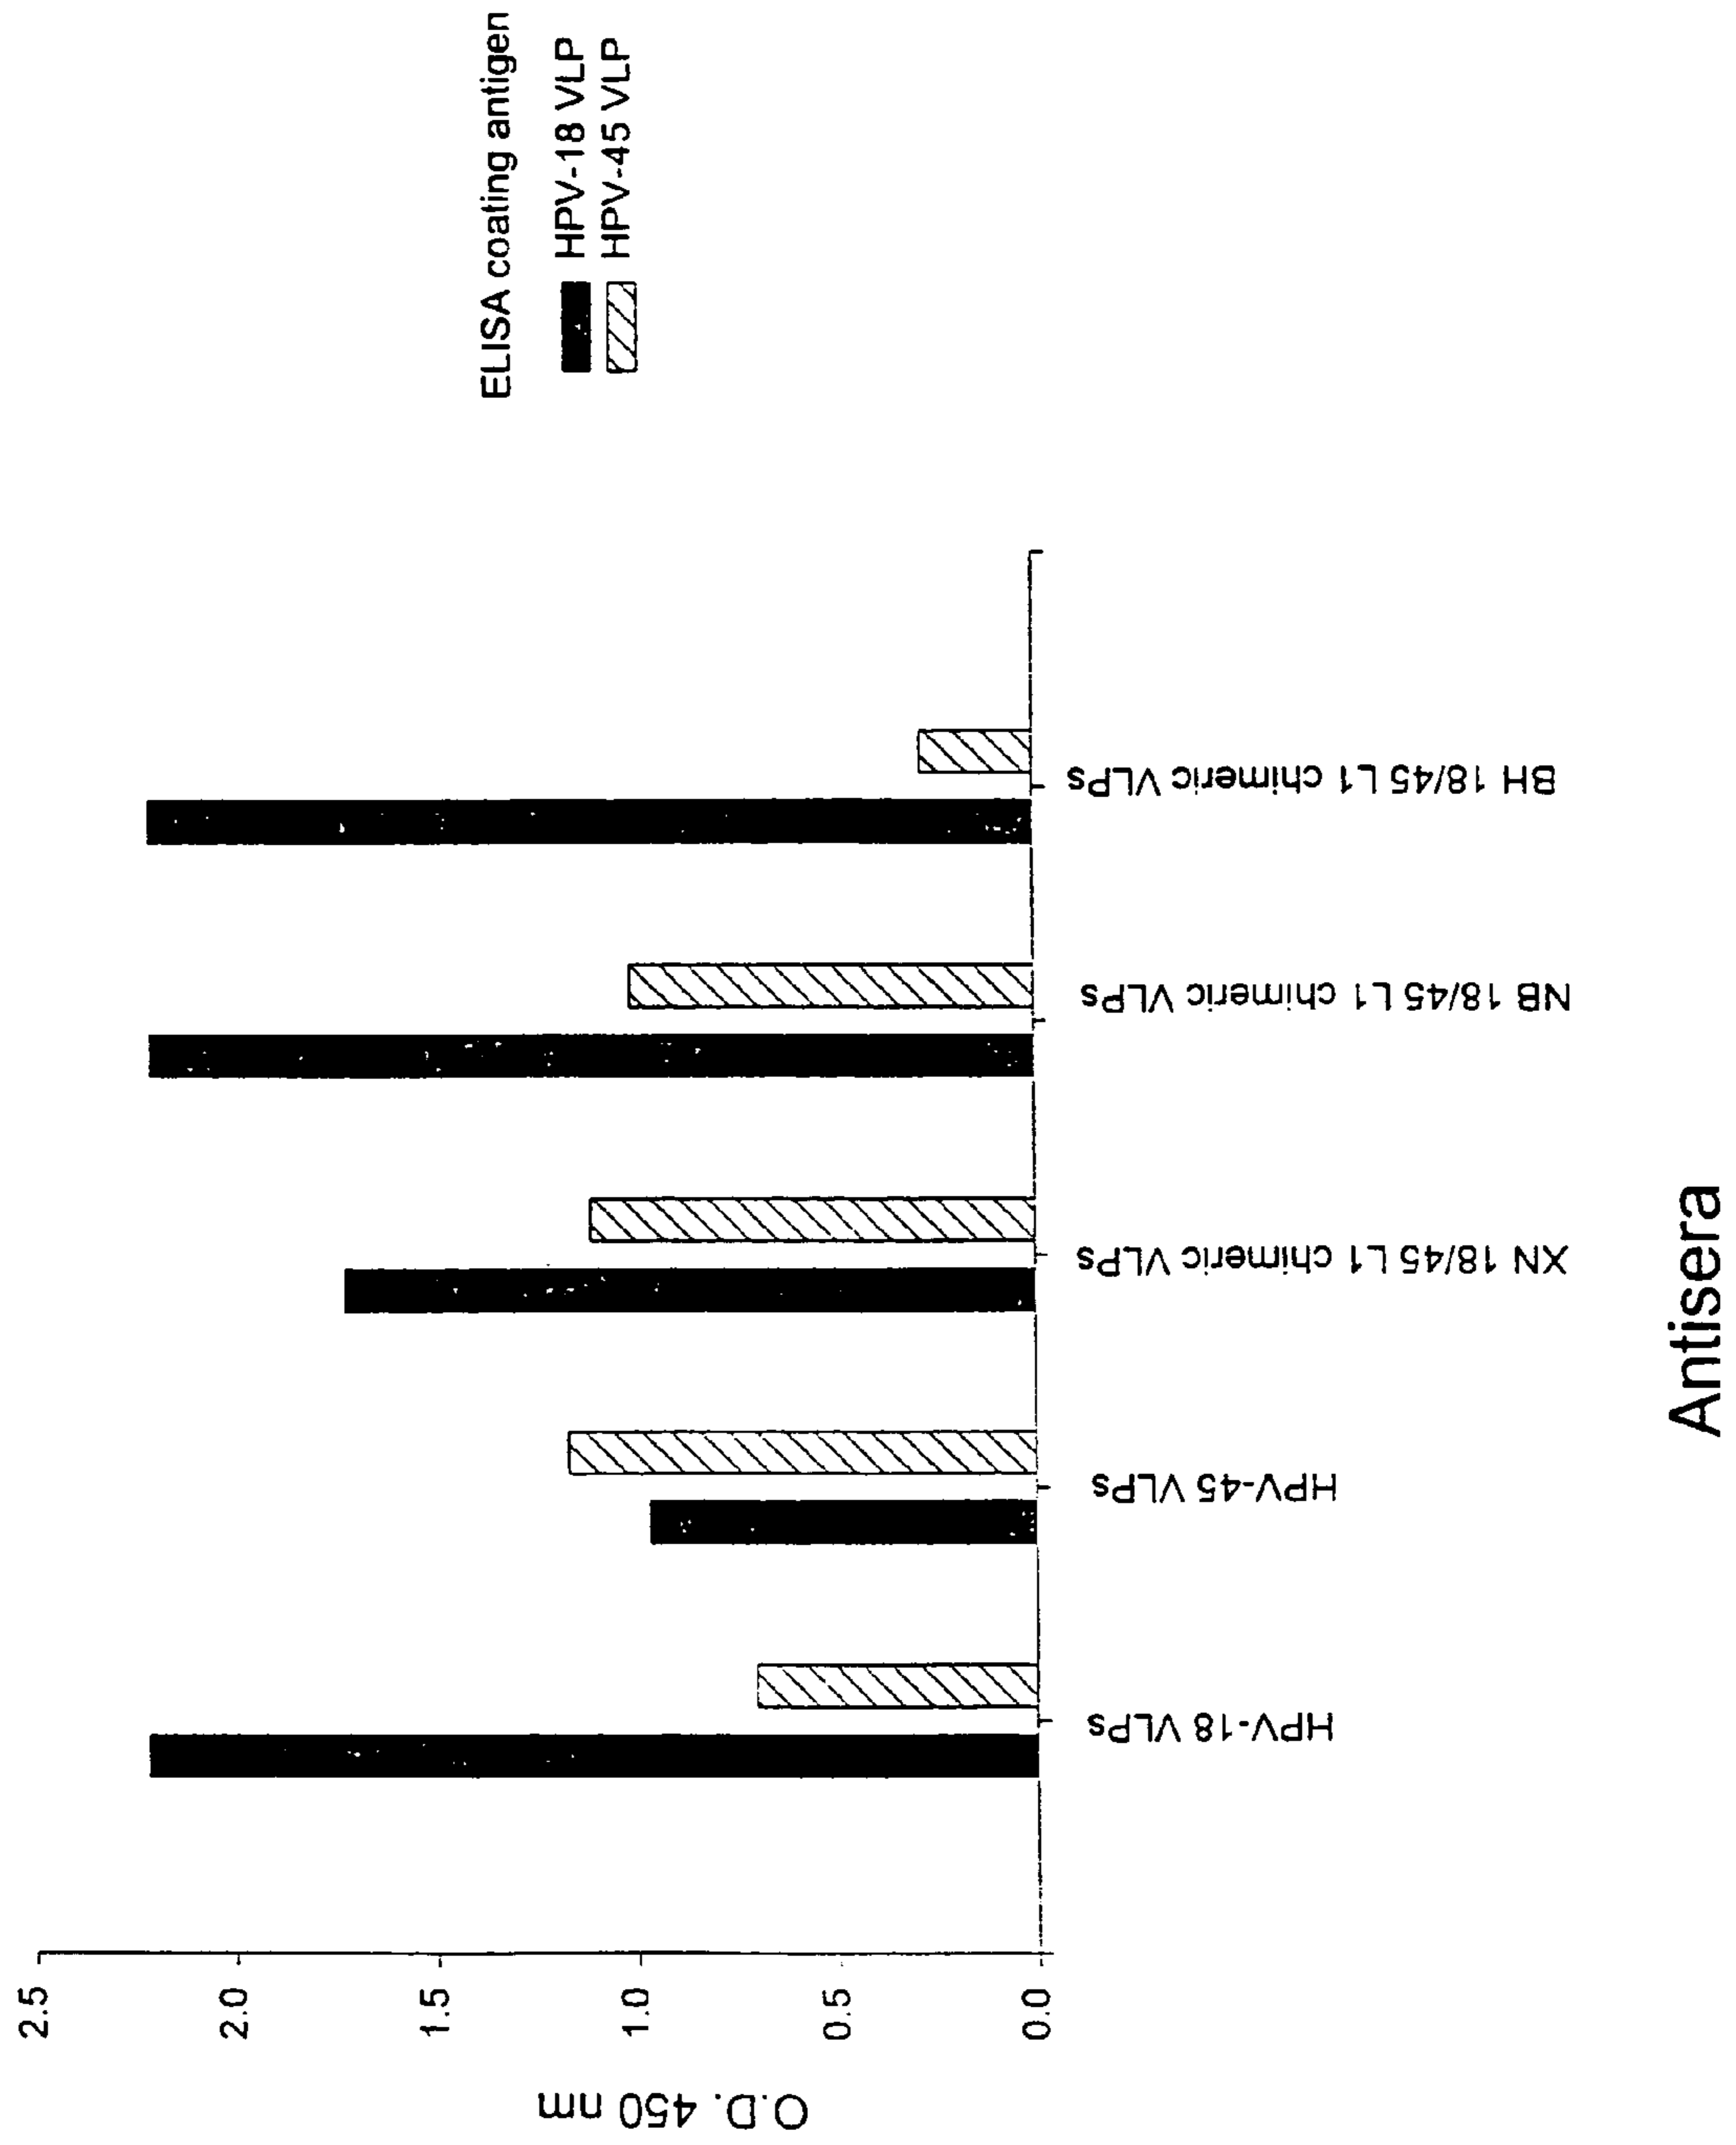 ELISA coating antigen
HPV-18 VLP
HPV-45 VLP
O.D. 450 nm
2.5
2.0
1.5
1.0
0.5
0.0
HPV-18 VLPs
HPV-45 VLPs
XN 18/45 L1 chimeric VLPs
NB 18/45 L1 chimeric VLPs
BH 18/45 L1 chimeric VLPs
Antisera